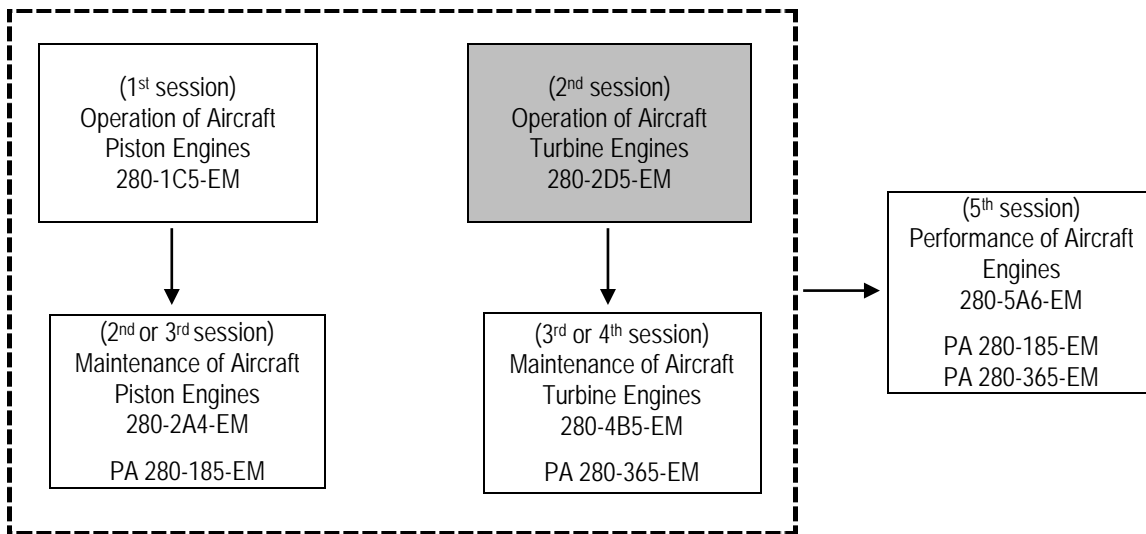 (1st session)
Operation of Aircraft
Piston Engines
280-1C5-EM
(2nd session)
Operation of Aircraft
Turbine Engines
280-2D5-EM
(2nd or 3rd session)
Maintenance of Aircraft
Piston Engines
280-2A4-EM
PA 280-185-EM
(3rd or 4th session)
Maintenance of Aircraft
Turbine Engines
280-4B5-EM
PA 280-365-EM
(5th session)
Performance of Aircraft
Engines
280-5A6-EM
PA 280-185-EM
PA 280-365-EM